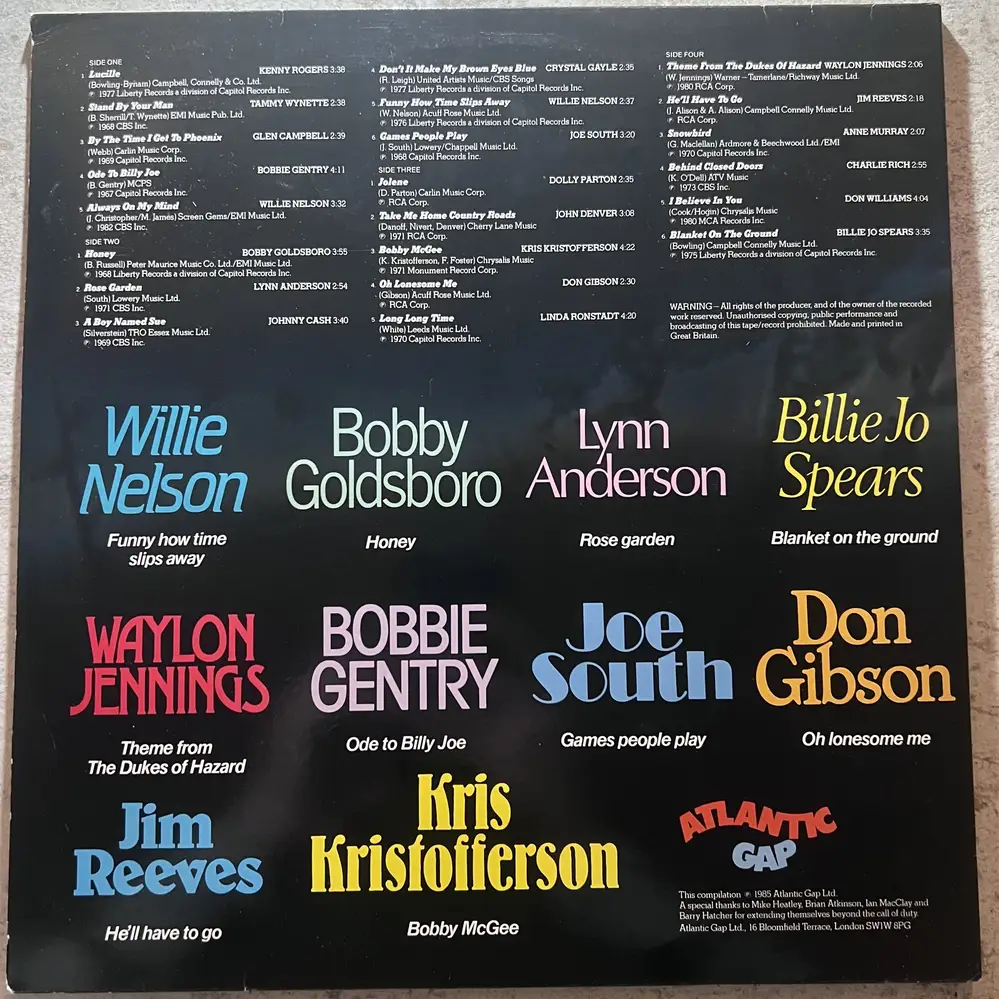 SIDE ONE
1. Lucille KENNY ROGERS 3:38
(Bowling-Bynam) Campbell, Connelly & Co. Ltd.
℗ 1977 Liberty Records a division of Capitol Records Inc.
2. Stand By Your Man TAMMY WYNETTE 2:38
(B. Sherrill/T. Wynette) EMI Music Pub. Ltd.
℗ 1968 CBS Inc.
3. By The Time I Get To Phoenix GLEN CAMPBELL 2:39
(Webb) Carlin Music Corp.
℗ 1969 Capitol Records Inc.
4. Ode To Billy Joe BOBBIE GENTRY 4:11
(B. Gentry) MCPS
℗ 1967 Capitol Records Inc.
5. Always On My Mind WILLIE NELSON 3:32
(J. Christopher/M. James) Screen Gems/EMI Music Ltd.
℗ 1982 CBS Inc.
SIDE TWO
1. Honey BOBBY GOLDSBORO 3:55
(B. Russell) Peter Maurice Music Co. Ltd./EMI Music Ltd.
℗ 1968 Liberty Records a division of Capitol Records Inc.
2. Rose Garden LYNN ANDERSON 2:54
(South) Lowery Music Ltd.
℗ 1971 CBS Inc.
3. A Boy Named Sue JOHNNY CASH 3:40
(Silverstein) TRO Essex Music Ltd.
℗ 1969 CBS Inc.
4. Don't It Make My Brown Eyes Blue CRYSTAL GAYLE 2:35
(R. Leigh) United Artists Music/CBS Songs
℗ 1977 Liberty Records a division of Capitol Records Inc.
5. Funny How Time Slips Away WILLIE NELSON 2:37
(W. Nelson) Acuff Rose Music Ltd.
℗ 1976 Liberty Records a division of Capitol Records Inc.
6. Games People Play JOE SOUTH 3:20
(J. South) Lowery/Chappell Music Ltd.
℗ 1968 Capitol Records Inc.
SIDE THREE
1. Jolene DOLLY PARTON 2:35
(D. Parton) Carlin Music Corp.
℗ RCA Corp.
2. Take Me Home Country Roads JOHN DENVER 3:08
(Danoff, Nivert, Denver) Cherry Lane Music
℗ 1971 RCA Corp.
3. Bobby McGee KRIS KRISTOFFERSON 4:22
(K. Kristofferson, F. Foster) Chrysalis Music
℗ 1971 Monument Record Corp.
4. Oh Lonesome Me DON GIBSON 2:30
(Gibson) Acuff Rose Music Ltd.
℗ RCA Corp.
5. Long Long Time LINDA RONSTADT 4:20
(White) Leeds Music Ltd.
℗ 1970 Capitol Records Inc.
SIDE FOUR
1. Theme From The Dukes Of Hazard WAYLON JENNINGS 2:06
(W. Jennings) Warner – Tamerlane/Richway Music Ltd.
℗ 1980 RCA Corp.
2. He'll Have To Go JIM REEVES 2:18
(J. Alison & A. Alison) Campbell Connelly Music Ltd.
℗ RCA Corp.
3. Snowbird ANNE MURRAY 2:07
(G. Maclellan) Ardmore & Beechwood Ltd./EMI
℗ 1970 Capitol Records Inc.
4. Behind Closed Doors CHARLIE RICH 2:55
(K. O'Dell) ATV Music
℗ 1973 CBS Inc.
5. I Believe In You DON WILLIAMS 4:04
(Cook/Hogin) Chrysalis Music
℗ 1980 MCA Records Inc.
6. Blanket On The Ground BILLIE JO SPEARS 3:35
(Bowling) Campbell Connelly Music Ltd.
℗ 1975 Liberty Records a division of Capitol Records Inc.
WARNING – All rights of the producer, and of the owner of the recorded
work reserved. Unauthorised copying, public performance and
broadcasting of this tape/record prohibited. Made and printed in
Great Britain.
Willie
Nelson
Funny how time
slips away
Bobby
Goldsboro
Honey
Lynn
Anderson
Rose garden
Billie Jo
Spears
Blanket on the ground
WAYLON
JENNINGS
Theme from
The Dukes of Hazard
BOBBIE
GENTRY
Ode to Billy Joe
Joe
South
Games people play
Don
Gibson
Oh lonesome me
Jim
Reeves
He'll have to go
Kris
Kristofferson
Bobby McGee
ATLANTIC
GAP
This compilation ℗ 1985 Atlantic Gap Ltd.
A special thanks to Mike Heatley, Brian Atkinson, Ian MacClay and
Barry Hatcher for extending themselves beyond the call of duty.
Atlantic Gap Ltd., 16 Bloomfield Terrace, London SW1W 8PG